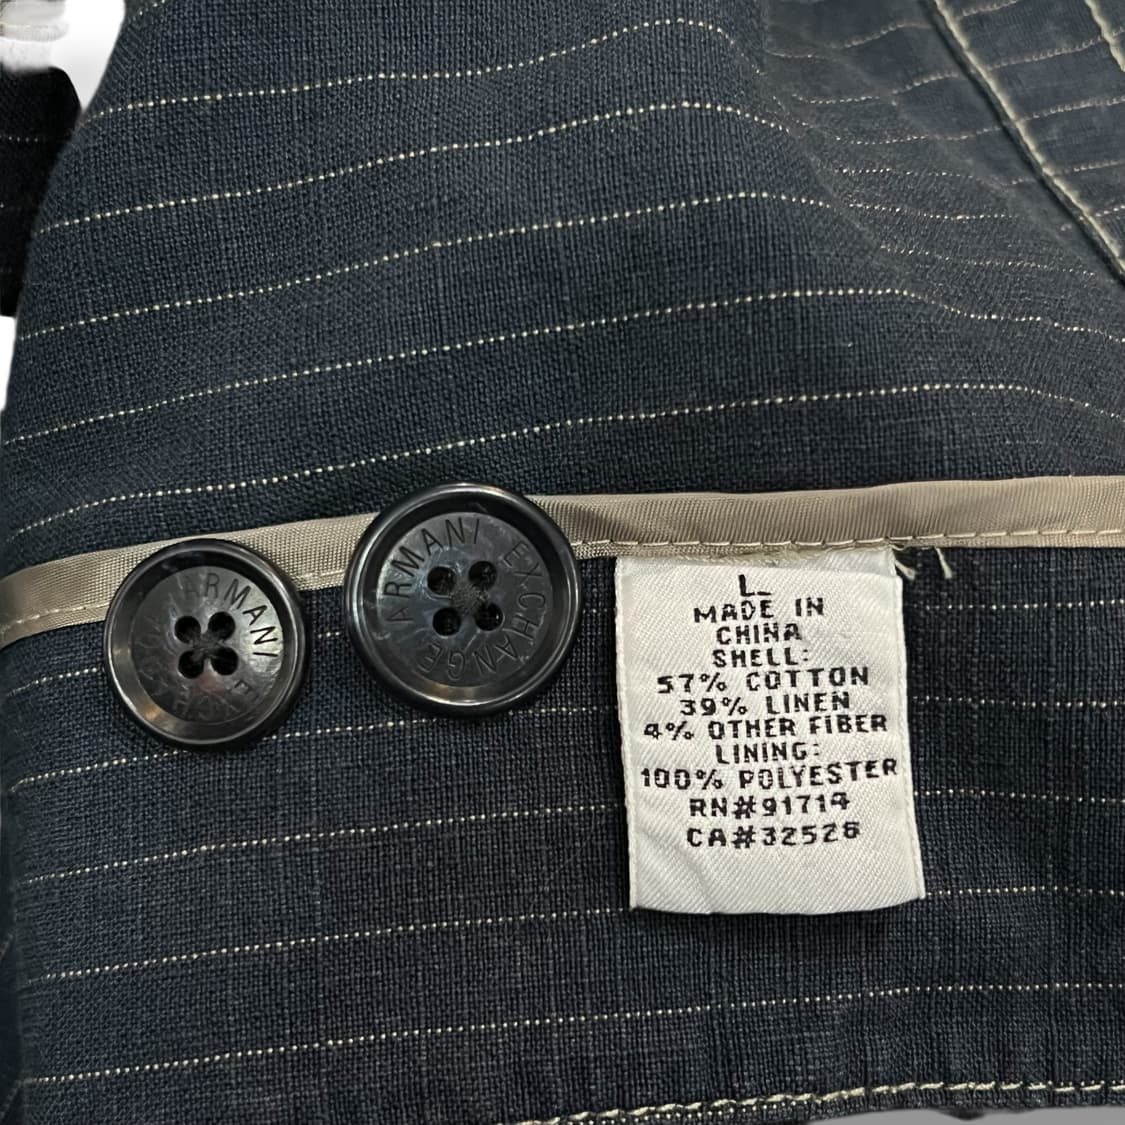 ARMANI EXCHANGE
ARMANI EXCHANGE
L
MADE IN
CHINA
SHELL:
57% COTTON
39% LINEN
4% OTHER FIBER
LINING:
100% POLYESTER
RN#91714
CA#32526